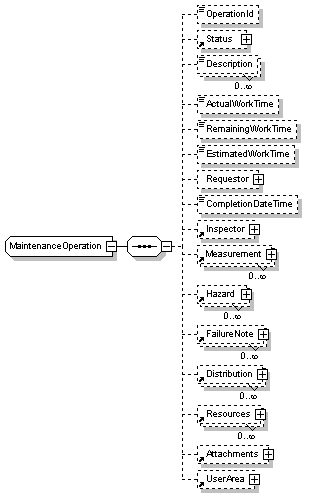 OperationId
Status
Description
0..∞
ActualWorkTime
RemainingWorkTime
EstimatedWorkTime
Requestor
CompletionDateTime
Inspector
MaintenanceOperation
Measurement
0..∞
Hazard
0..∞
FailureNote
0..∞
Distribution
0..∞
Resources
0..∞
Attachments
UserArea